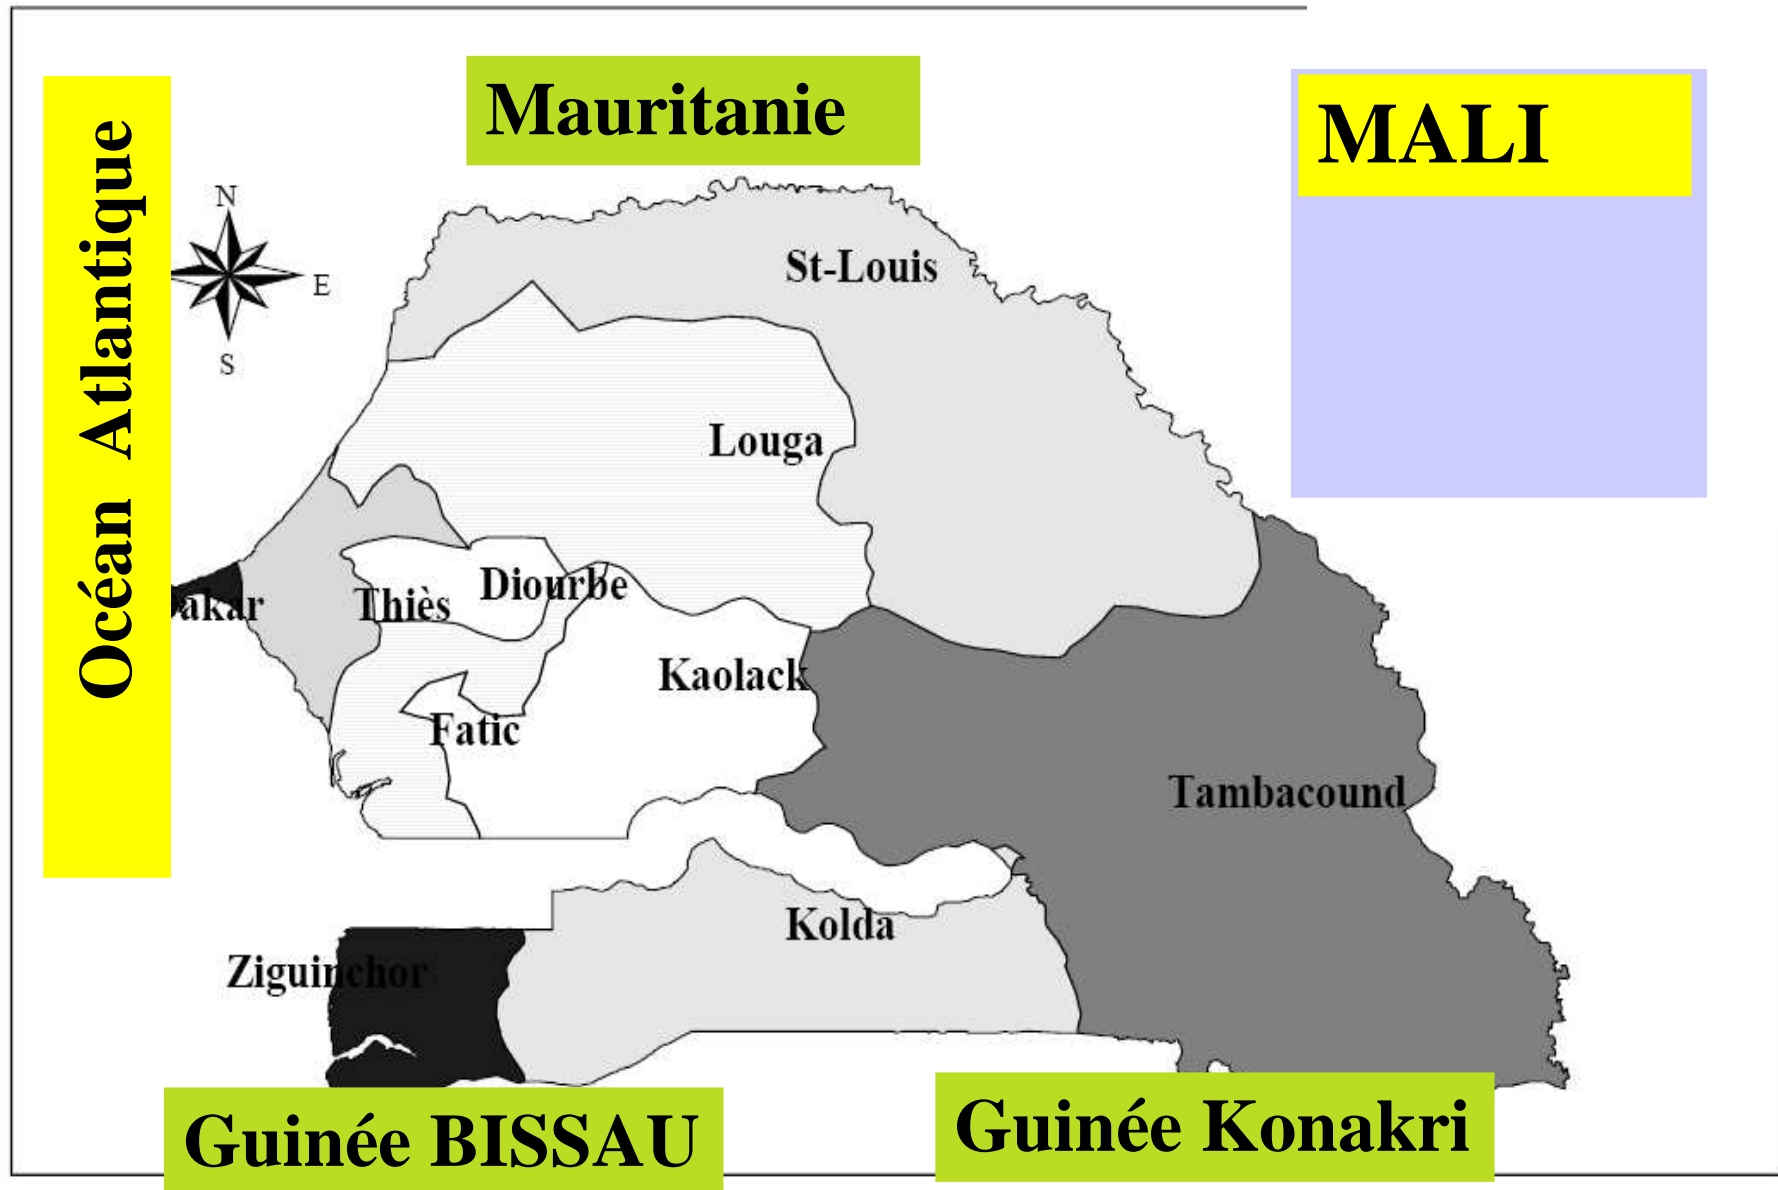 Mauritanie
MALI
Océan Atlantique
N
E
S
St-Louis
Louga
Diourbe
Thiès
akar
Kaolack
Fatic
Tambacound
Kolda
Ziguinchor
Guinée BISSAU
Guinée Konakri